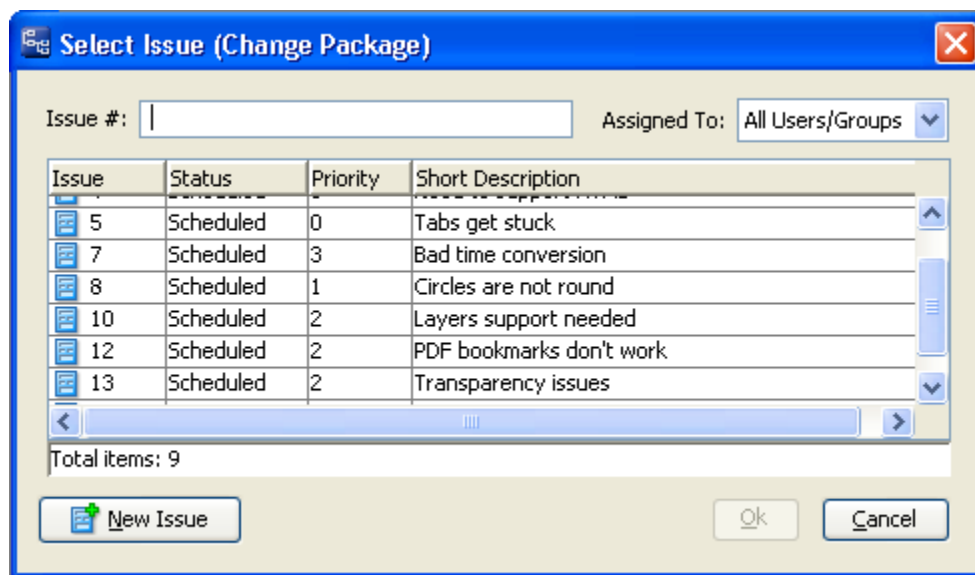 Select Issue (Change Package)
Issue #: Assigned To: All Users/Groups
Issue Status Priority Short Description
5 Scheduled 0 Tabs get stuck
7 Scheduled 3 Bad time conversion
8 Scheduled 1 Circles are not round
10 Scheduled 2 Layers support needed
12 Scheduled 2 PDF bookmarks don't work
13 Scheduled 2 Transparency issues
Total items: 9
New Issue Ok Cancel